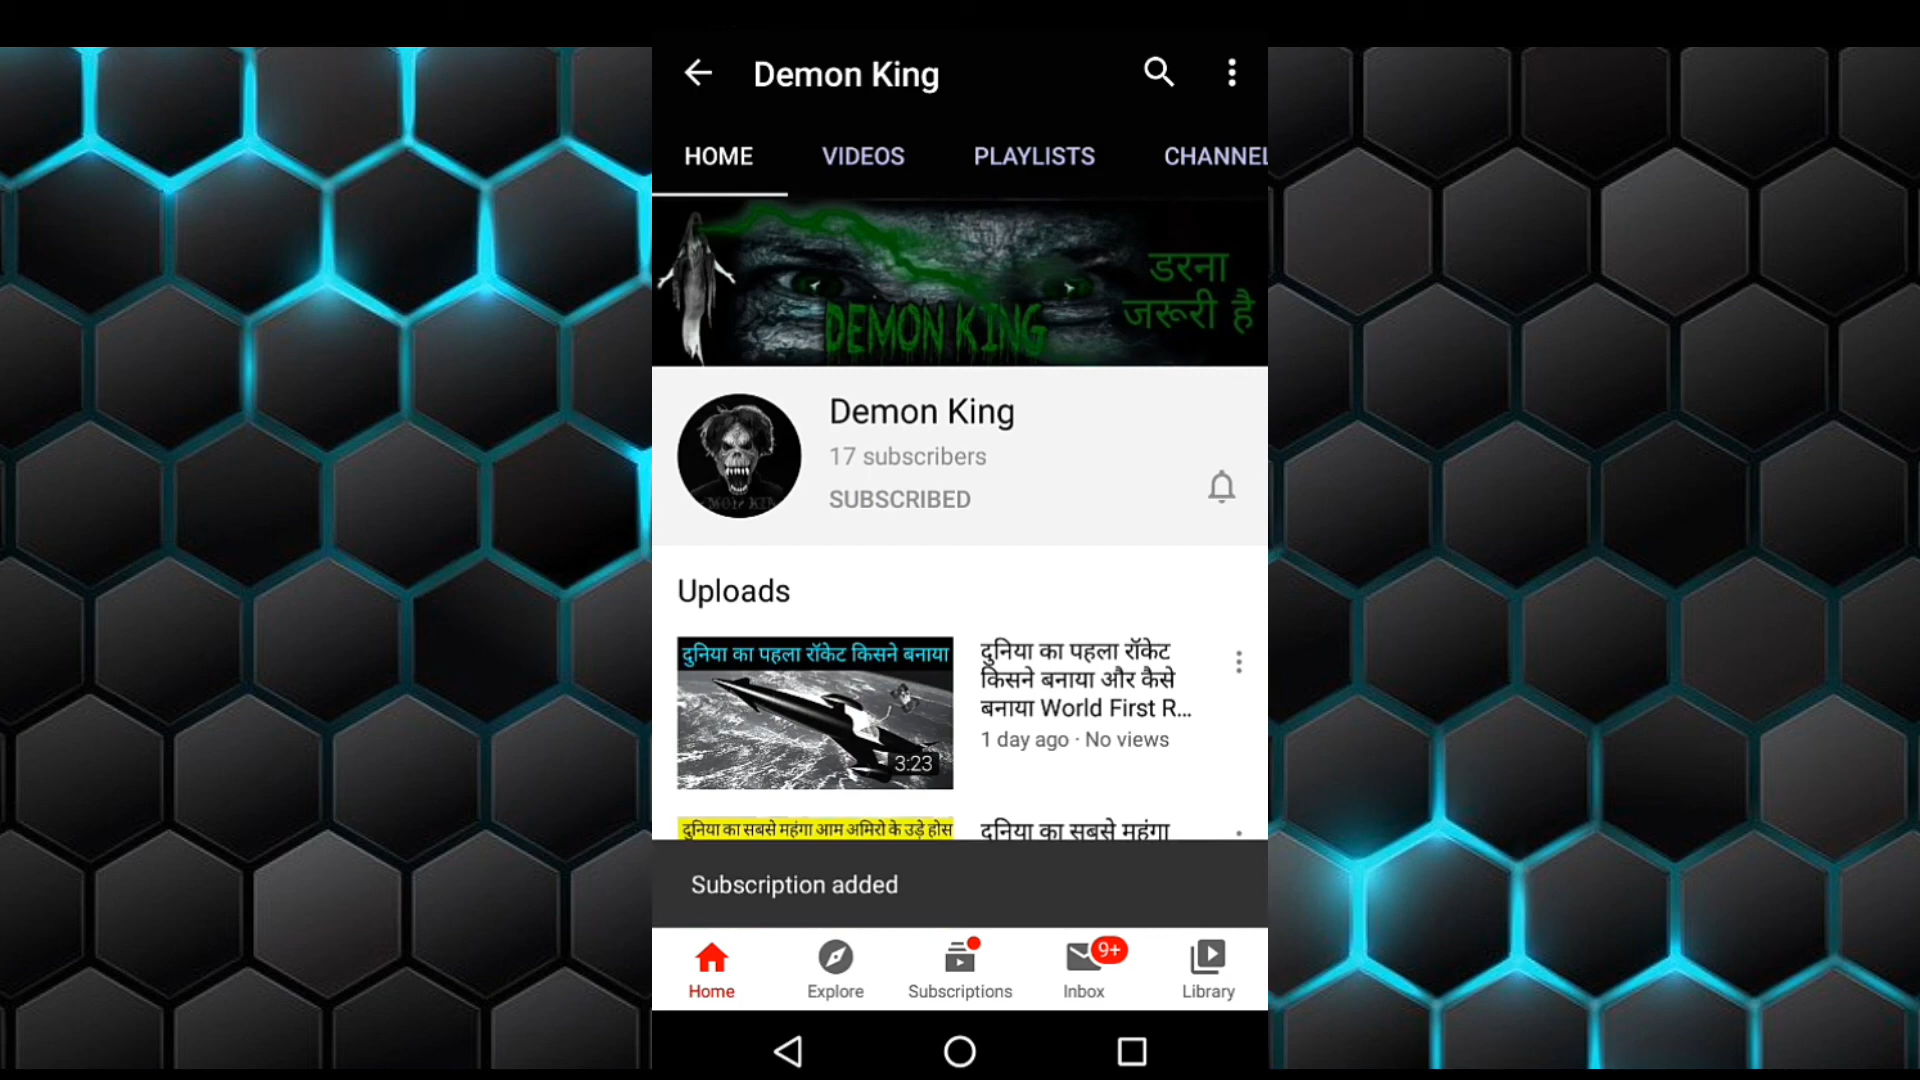 Demon King
HOME VIDEOS PLAYLISTS CHANNEL
डरना
जरूरी है
DEMON KING
Demon King
17 subscribers
SUBSCRIBED
Uploads
दुनिया का पहला रॉकेट किसने बनाया
3:23
दुनिया का पहला रॉकेट
किसने बनाया और कैसे
बनाया World First R...
1 day ago · No views
दुनिया का सबसे महंगा आम अमिरो के उड़े होस
दुनिया का सबसे महंगा
Subscription added
9+
Home Explore Subscriptions Inbox Library